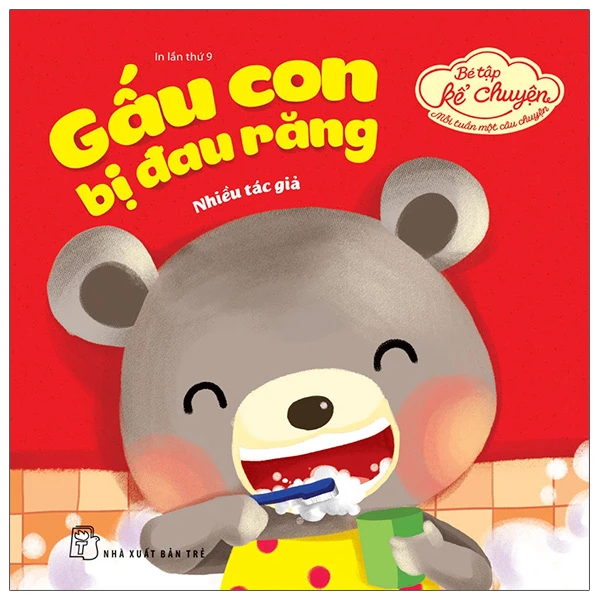 In lần thứ 9
Gấu con
bị đau răng
Nhiều tác giả
Bé tập
kể chuyện
Mỗi tuần một câu chuyện
NHÀ XUẤT BẢN TRẺ